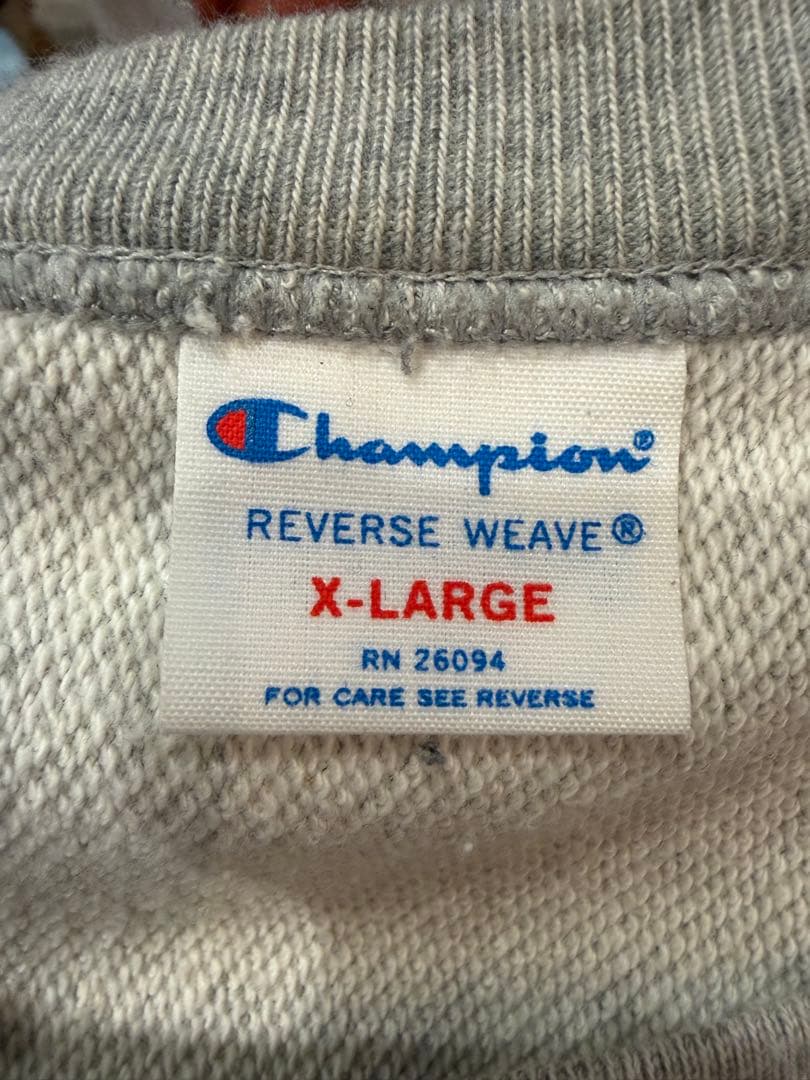 Champion®
REVERSE WEAVE®
X-LARGE
RN 26094
FOR CARE SEE REVERSE